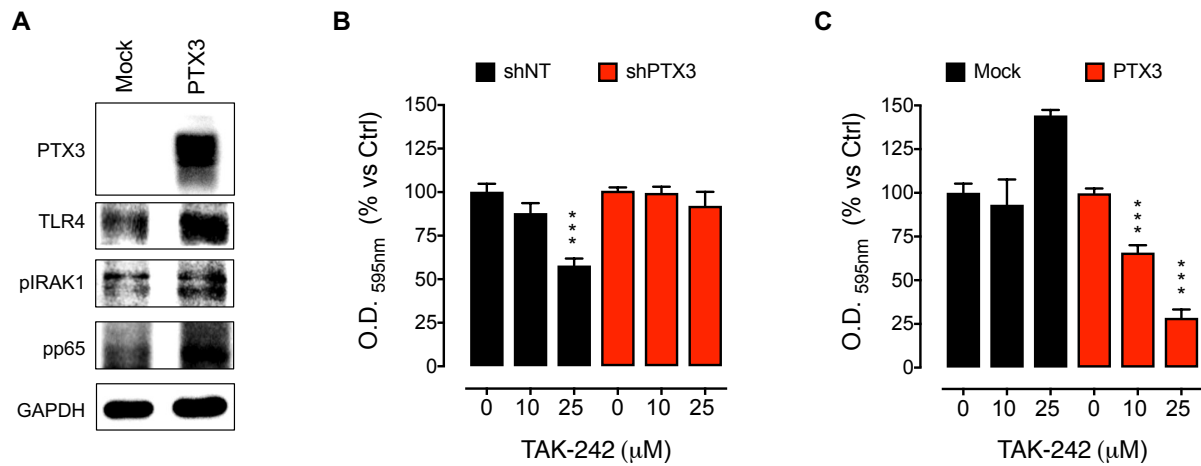 A
Mock
PTX3
PTX3
TLR4
pIRAK1
pp65
GAPDH
B
shNT
shPTX3
O.D. 595nm (% vs Ctrl)
150
125
100
75
50
25
0
***
0 10 25 0 10 25
TAK-242 (μM)
C
Mock
PTX3
O.D. 595nm (% vs Ctrl)
150
125
100
75
50
25
0
***
***
0 10 25 0 10 25
TAK-242 (μM)